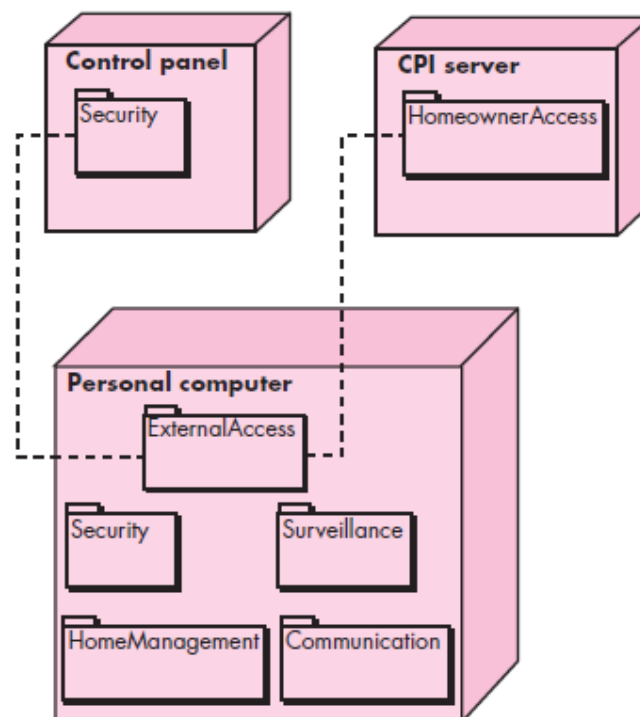 Control panel
Security
CPI server
HomeownerAccess
Personal computer
ExternalAccess
Security
Surveillance
HomeManagement
Communication